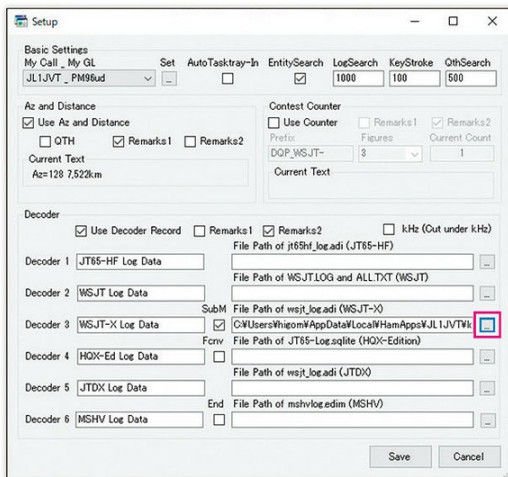 Setup
Basic Settings
My Call _ My GL Set AutoTasktray-In EntitySearch LogSearch KeyStroke QthSearch
JL1JVT _ PM96ud ... 1000 100 500
Az and Distance
Use Az and Distance
QTH Remarks1 Remarks2
Current Text
Az=128 7,522km
Contest Counter
Use Counter Remarks1 Remarks2
Prefix Figures Current Count
DQP_WSJT- 3 1
Current Text
Decoder
Use Decoder Record Remarks1 Remarks2 kHz (Cut under kHz)
File Path of jt65hf_log.adi (JT65-HF)
Decoder 1 JT65-HF Log Data ...
File Path of WSJT.LOG and ALL.TXT (WSJT)
Decoder 2 WSJT Log Data ...
SubM File Path of wsjt_log.adi (WSJT-X)
Decoder 3 WSJT-X Log Data C:¥Users¥higom¥AppData¥Local¥HamApps¥JL1JVT¥l ...
Fcnv File Path of JT65-Log.sqlite (HQX-Edition)
Decoder 4 HQX-Ed Log Data ...
File Path of wsjt_log.adi (JTDX)
Decoder 5 JTDX Log Data ...
End File Path of mshvlog.edim (MSHV)
Decoder 6 MSHV Log Data ...
Save Cancel